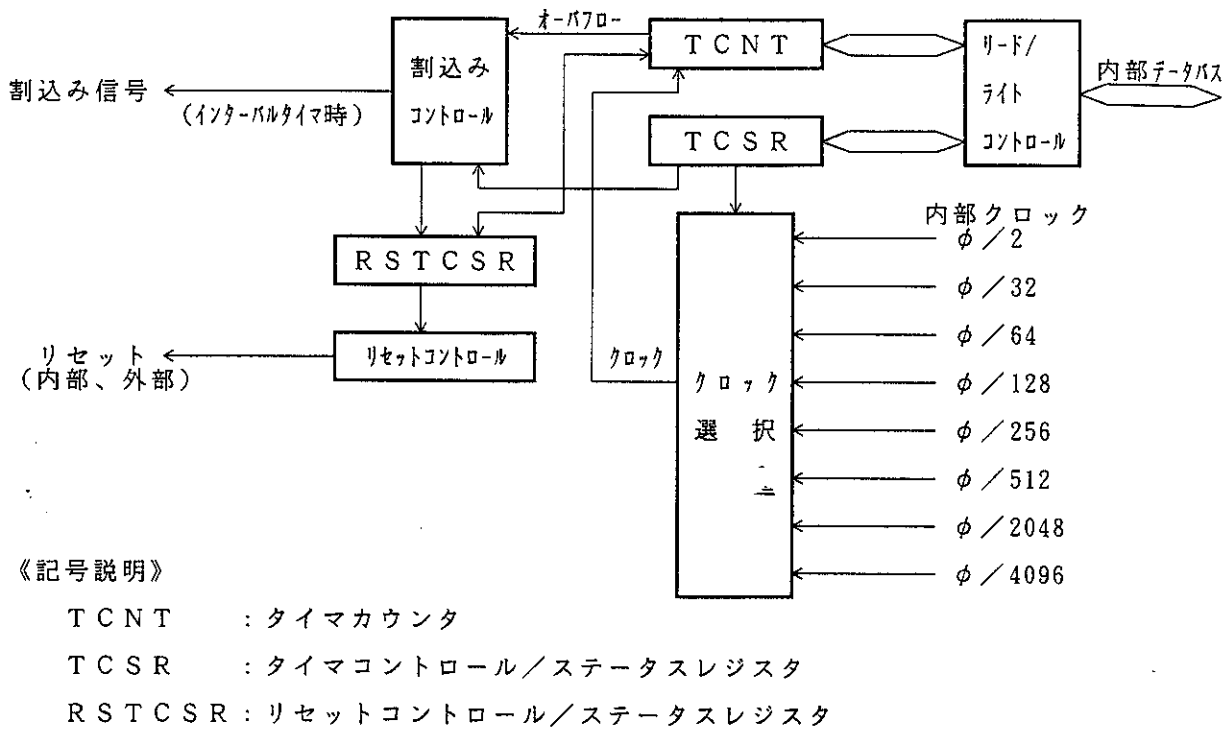 オーバフロー
TCNT
リード/
ライト
コントロール
内部データバス
割込み
コントロール
割込み信号
(インターバルタイマ時)
TCSR
内部クロック
φ/2
RSTCSR
φ/32
リセット
(内部、外部)
リセットコントロール
クロック
φ/64
クロック
選択
φ/128
φ/256
φ/512
φ/2048
φ/4096
《記号説明》
TCNT :タイマカウンタ
TCSR :タイマコントロール/ステータスレジスタ
RSTCSR:リセットコントロール/ステータスレジスタ